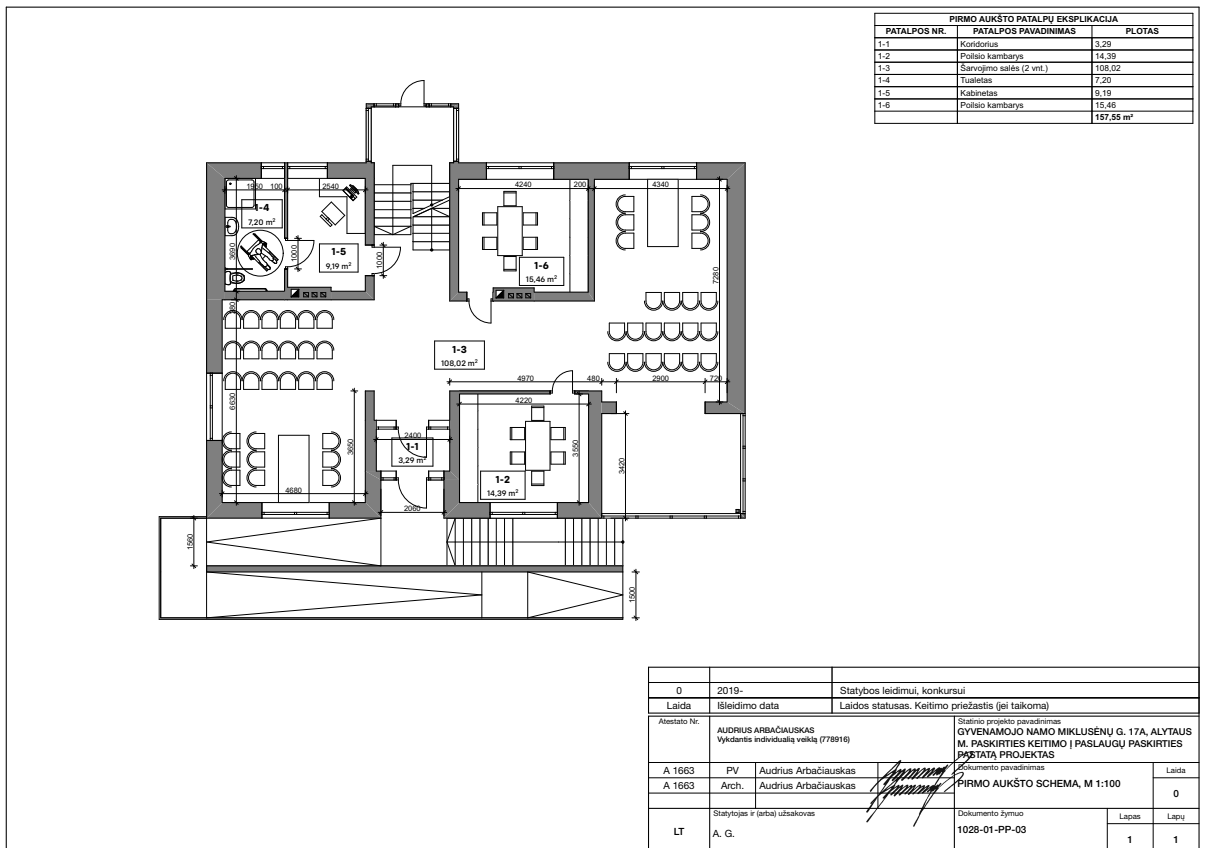 PIRMO AUKŠTO PATALPŲ EKSPLIKACIJA
PATALPOS NR. PATALPOS PAVADINIMAS PLOTAS
1-1 Koridorius 3,29
1-2 Poilsio kambarys 14,39
1-3 Šarvojimo salės (2 vnt.) 108,02
1-4 Tualetas 7,20
1-5 Kabinetas 9,19
1-6 Poilsio kambarys 15,46
157,55 m²
1950 100 2540
4240 200 4340
1-4
7,20 m²
3690
1000
1-5
9,19 m²
1000
1-6
15,46 m²
7280
1-3
108,02 m²
4970 480 2900 720
6630
3650
4220
2400
1-1
3,29 m²
3550
3420
1-2
14,39 m²
4680
2060
1560
1500
0 2019- Statybos leidimui, konkursui
Laida Išleidimo data Laidos statusas. Keitimo priežastis (jei taikoma)
Atestato Nr.
AUDRIUS ARBAČIAUSKAS
Vykdantis individualią veiklą (778916)
Statinio projekto pavadinimas
GYVENAMOJO NAMO MIKLUSĖNŲ G. 17A, ALYTAUS
M. PASKIRTIES KEITIMO Į PASLAUGŲ PASKIRTIES
PASTATĄ PROJEKTAS
A 1663 PV Audrius Arbačiauskas
A 1663 Arch. Audrius Arbačiauskas
Dokumento pavadinimas
PIRMO AUKŠTO SCHEMA, M 1:100
Laida
0
LT
Statytojas ir (arba) užsakovas
A. G.
Dokumento žymuo
1028-01-PP-03
Lapas Lapų
1 1